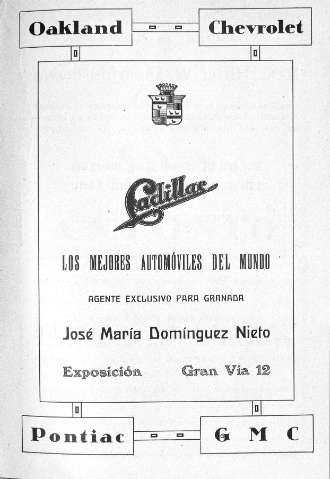 Oakland Chevrolet
Cadillac
LOS MEJORES AUTOMÓVILES DEL MUNDO
AGENTE EXCLUSIVO PARA GRANADA
José María Domínguez Nieto
Exposición Gran Vía 12
Pontiac G M C